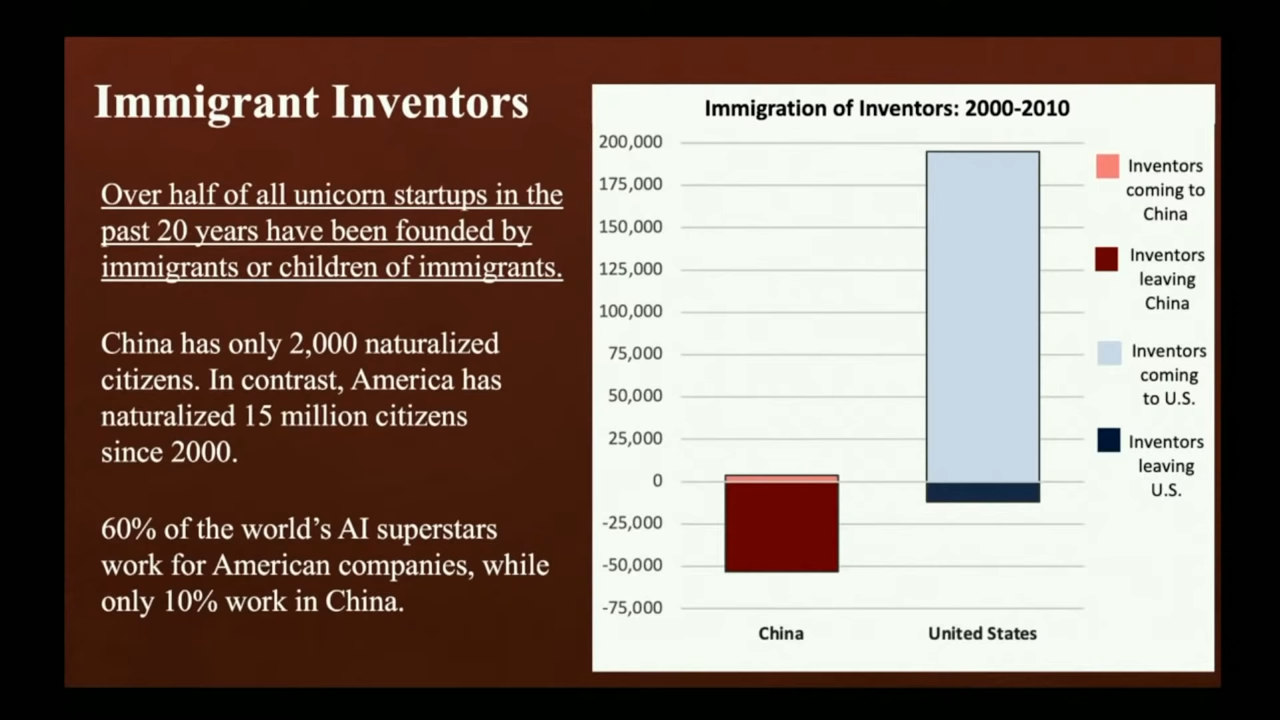 Immigrant Inventors
Over half of all unicorn startups in the
past 20 years have been founded by
immigrants or children of immigrants.
China has only 2,000 naturalized
citizens. In contrast, America has
naturalized 15 million citizens
since 2000.
60% of the world’s AI superstars
work for American companies, while
only 10% work in China.
Immigration of Inventors: 2000-2010
200,000
175,000
150,000
125,000
100,000
75,000
50,000
25,000
0
-25,000
-50,000
-75,000
China
United States
Inventors
coming to
China
Inventors
leaving
China
Inventors
coming
to U.S.
Inventors
leaving
U.S.